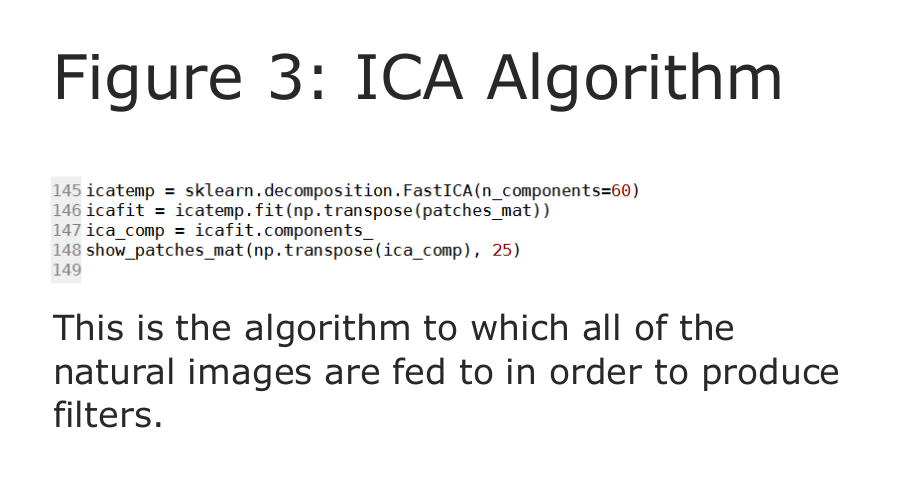 Figure 3: ICA Algorithm
145 icatemp = sklearn.decomposition.FastICA(n_components=60)
146 icafit = icatemp.fit(np.transpose(patches_mat))
147 ica_comp = icafit.components_
148 show_patches_mat(np.transpose(ica_comp), 25)
149
This is the algorithm to which all of the
natural images are fed to in order to produce
filters.